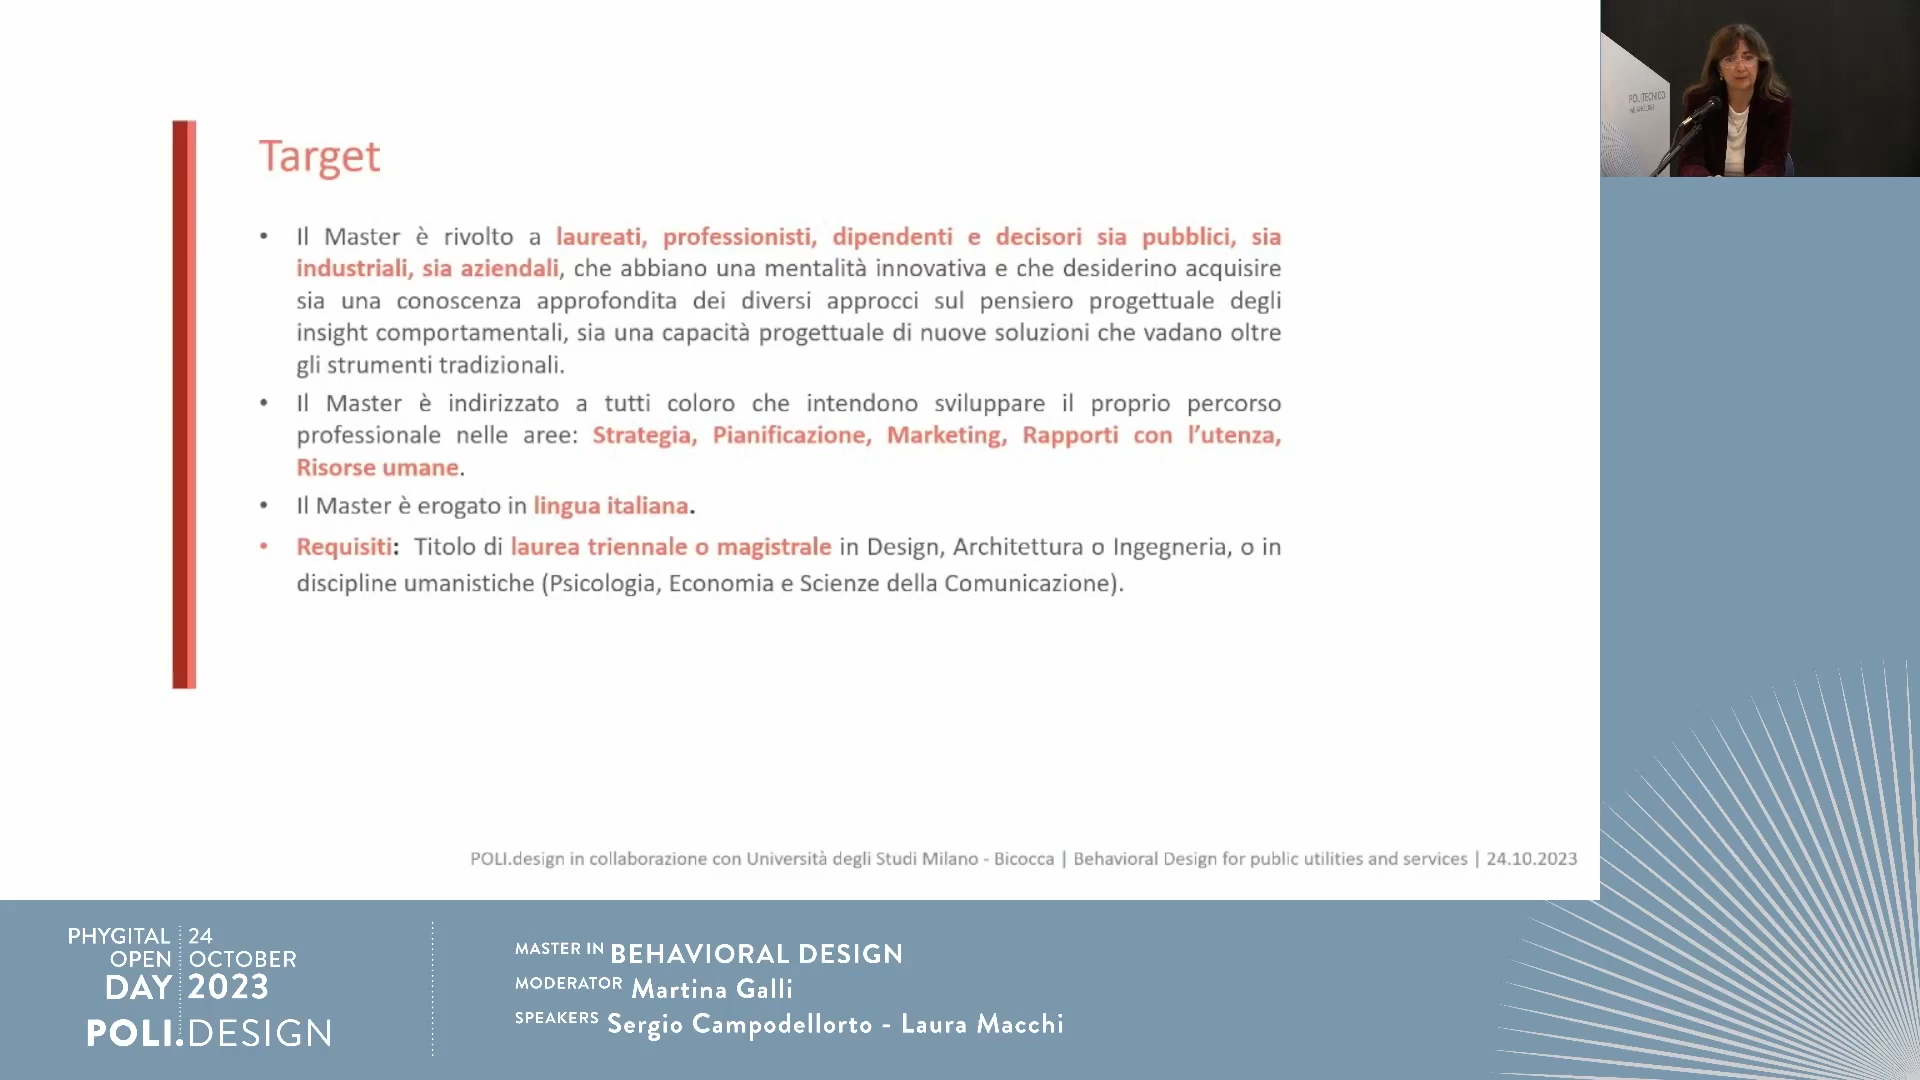 Target
• Il Master è rivolto a laureati, professionisti, dipendenti e decisori sia pubblici, sia
industriali, sia aziendali, che abbiano una mentalità innovativa e che desiderino acquisire
sia una conoscenza approfondita dei diversi approcci sul pensiero progettuale degli
insight comportamentali, sia una capacità progettuale di nuove soluzioni che vadano oltre
gli strumenti tradizionali.
• Il Master è indirizzato a tutti coloro che intendono sviluppare il proprio percorso
professionale nelle aree: Strategia, Pianificazione, Marketing, Rapporti con l’utenza,
Risorse umane.
• Il Master è erogato in lingua italiana.
• Requisiti: Titolo di laurea triennale o magistrale in Design, Architettura o Ingegneria, o in
discipline umanistiche (Psicologia, Economia e Scienze della Comunicazione).
POLI.design in collaborazione con Università degli Studi Milano - Bicocca | Behavioral Design for public utilities and services | 24.10.2023
POLITECNICO
PHYGITAL 24
OPEN OCTOBER
DAY 2023
POLI.DESIGN
MASTER IN BEHAVIORAL DESIGN
MODERATOR Martina Galli
SPEAKERS Sergio Campodellorto - Laura Macchi